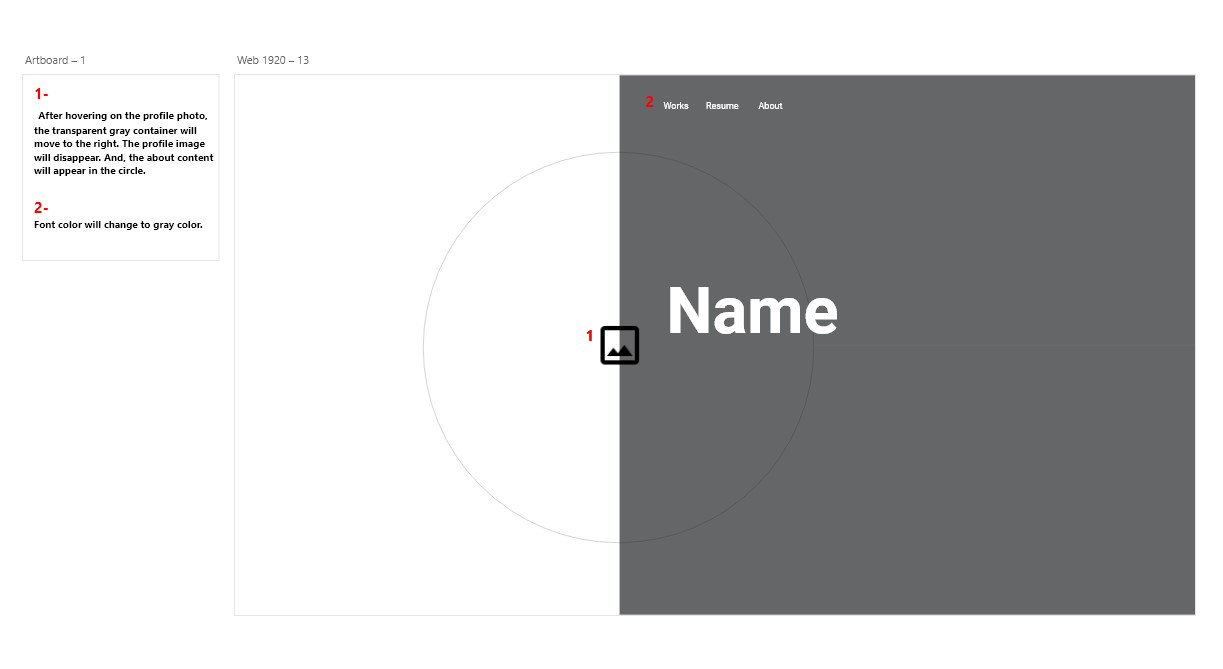 Artboard – 1
1-
After hovering on the profile photo,
the transparent gray container will
move to the right. The profile image
will disappear. And, the about content
will appear in the circle.
2-
Font color will change to gray color.
Web 1920 – 13
2 Works Resume About
Name
1